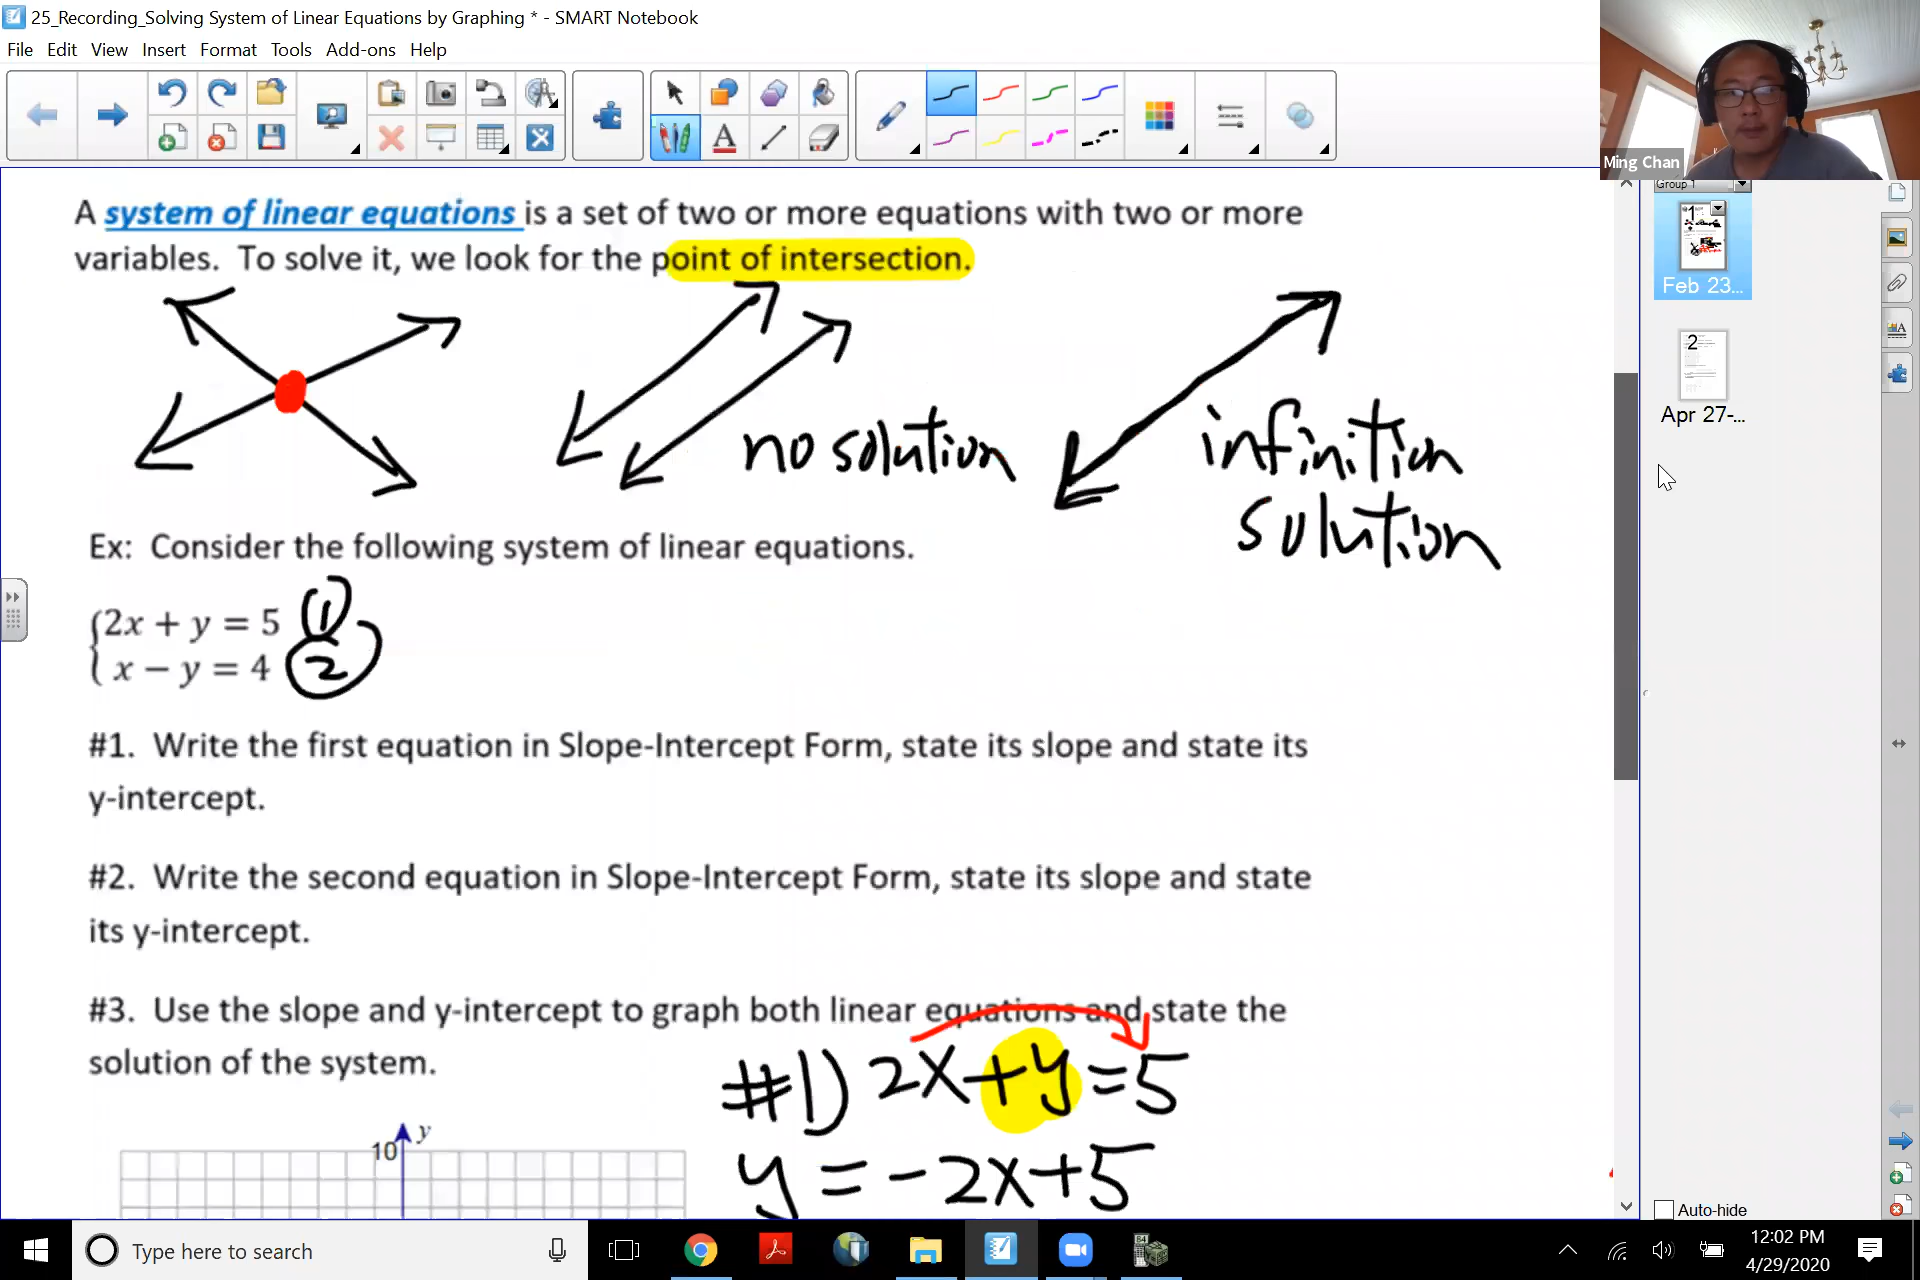 25_Recording_Solving System of Linear Equations by Graphing * - SMART Notebook
File Edit View Insert Format Tools Add-ons Help
Ming Chan
Group 1
A system of linear equations is a set of two or more equations with two or more
variables. To solve it, we look for the point of intersection.
1
Feb 23...
2
Apr 27-...
no solution
infinition
solution
Ex: Consider the following system of linear equations.
2x + y = 5 (1)
x − y = 4 (2)
#1. Write the first equation in Slope-Intercept Form, state its slope and state its
y-intercept.
#2. Write the second equation in Slope-Intercept Form, state its slope and state
its y-intercept.
#3. Use the slope and y-intercept to graph both linear equations and state the
solution of the system.
#1) 2x+y=5
10 y
y = -2x+5
Auto-hide
Type here to search
84
12:02 PM
4/29/2020